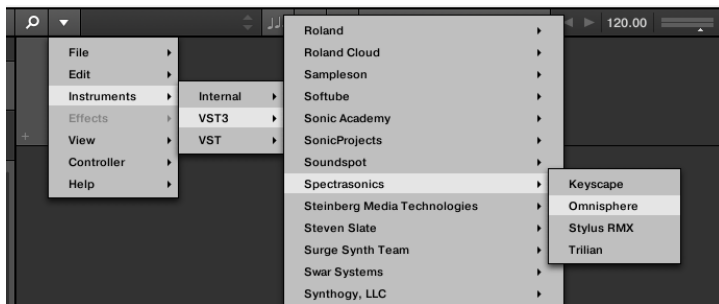 120.00
File
Edit
Instruments
Effects
View
Controller
Help
Internal
VST3
VST
Roland
Roland Cloud
Sampleson
Softube
Sonic Academy
SonicProjects
Soundspot
Spectrasonics
Steinberg Media Technologies
Steven Slate
Surge Synth Team
Swar Systems
Synthogy, LLC
Keyscape
Omnisphere
Stylus RMX
Trilian